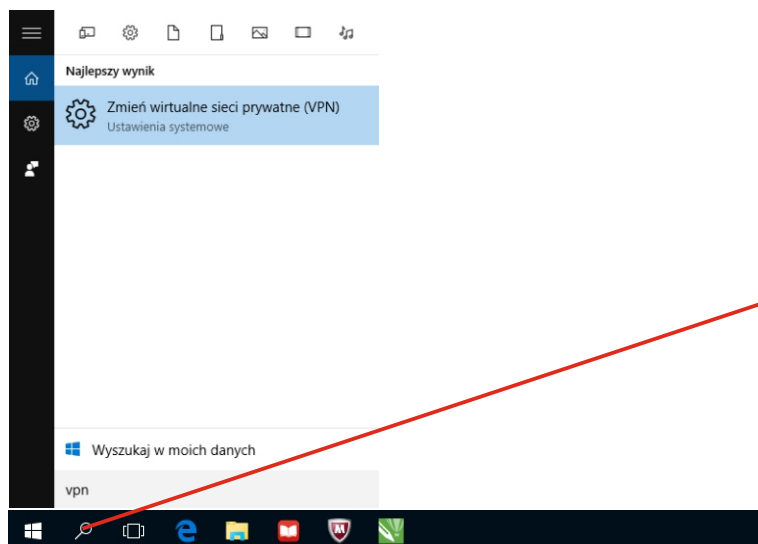 Najlepszy wynik
Zmień wirtualne sieci prywatne (VPN)
Ustawienia systemowe
Wyszukaj w moich danych
vpn